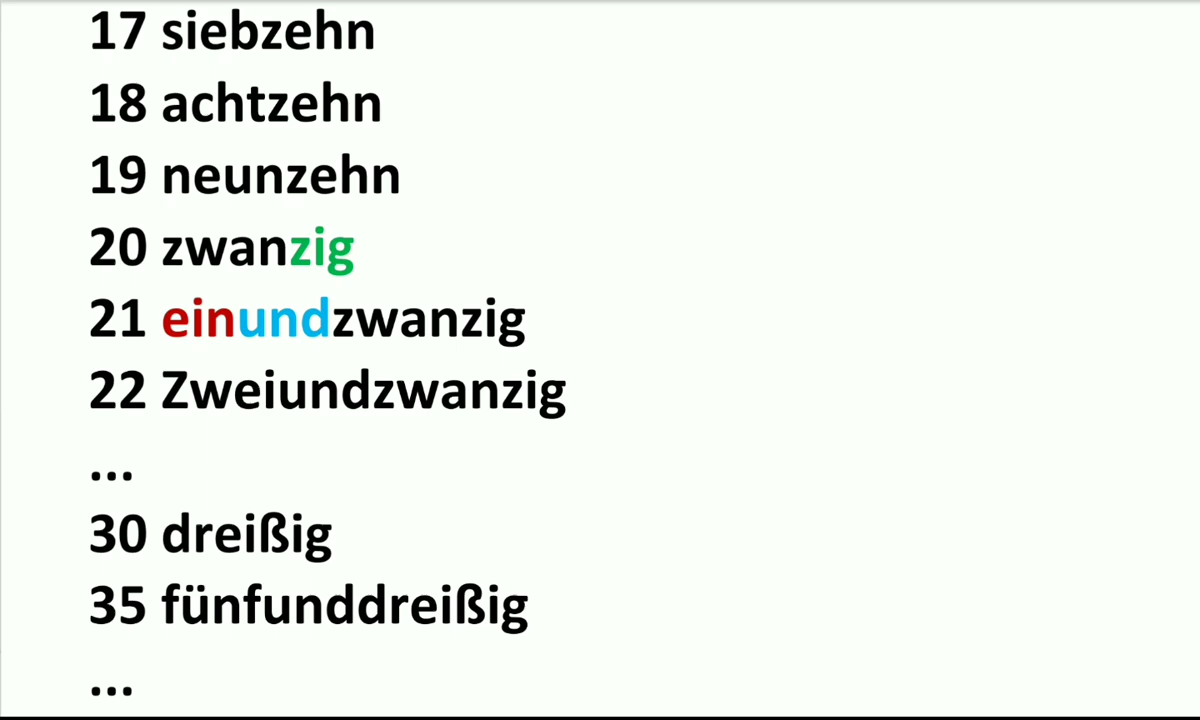 17 siebzehn
18 achtzehn
19 neunzehn
20 zwanzig
21 einundzwanzig
22 Zweiundzwanzig
...
30 dreißig
35 fünfunddreißig
...